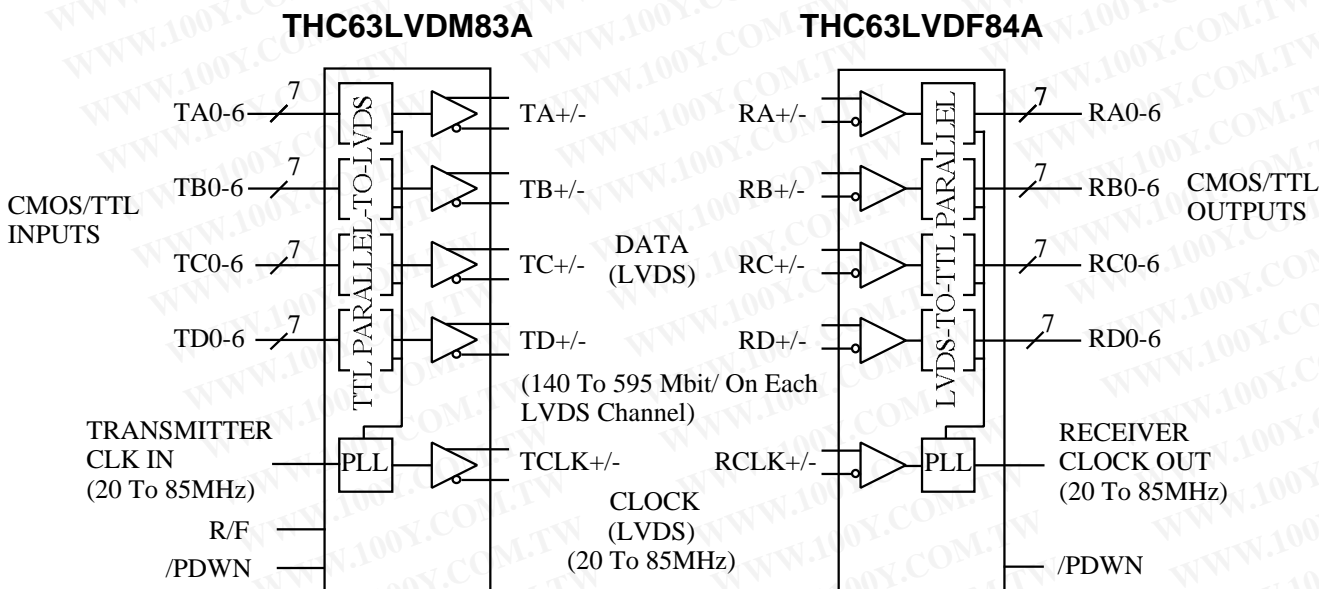 THC63LVDM83A
THC63LVDF84A
CMOS/TTL
INPUTS
TA0-6
7
TB0-6
7
TC0-6
7
TD0-6
7
TTL PARALLEL-TO-LVDS
TA+/-
TB+/-
TC+/-
TD+/-
DATA
(LVDS)
(140 To 595 Mbit/ On Each
LVDS Channel)
TRANSMITTER
CLK IN
(20 To 85MHz)
PLL
TCLK+/-
R/F
/PDWN
CLOCK
(LVDS)
(20 To 85MHz)
RA+/-
RB+/-
RC+/-
RD+/-
RCLK+/-
LVDS-TO-TTL PARALLEL
PLL
7
RA0-6
7
RB0-6
7
RC0-6
7
RD0-6
CMOS/TTL
OUTPUTS
RECEIVER
CLOCK OUT
(20 To 85MHz)
/PDWN
WWW.100Y.COM.TW